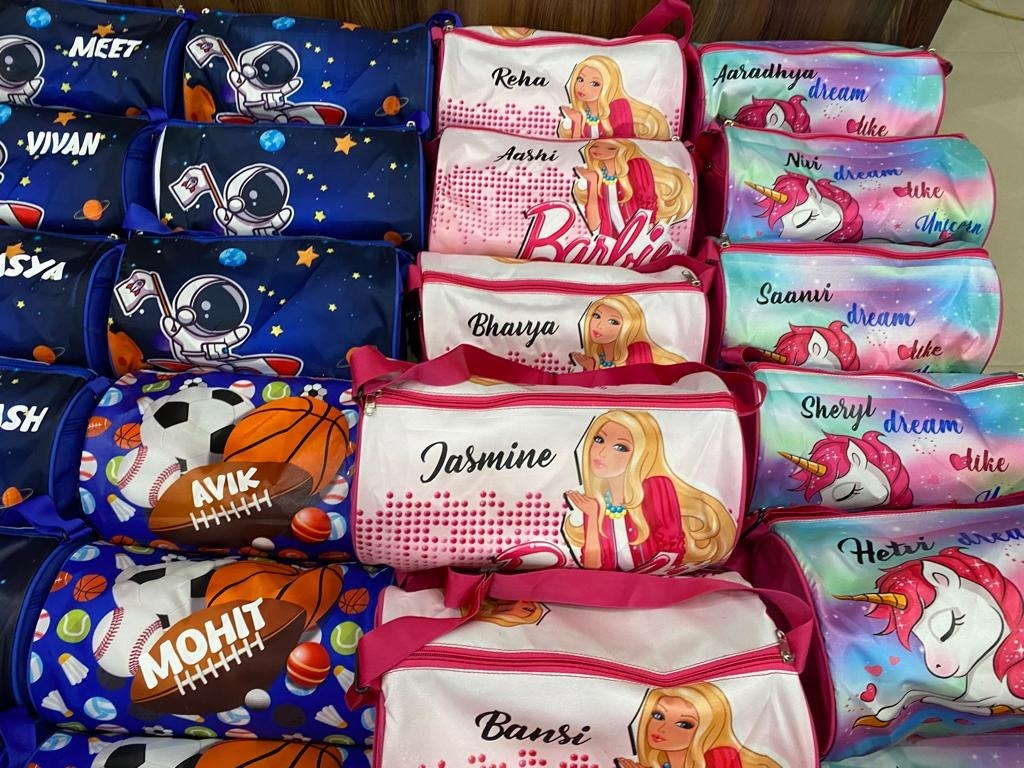 MEET
VIVAN
ASYA
ASH
AVIK
MOHIT
Reha
Aashi
Barbie
Bhavya
Jasmine
Bansi
Aaradhya
dream
like
Nivi
dream
like
Unicorn
Saanvi
dream
like
Sheryl
dream
like
Hetvi